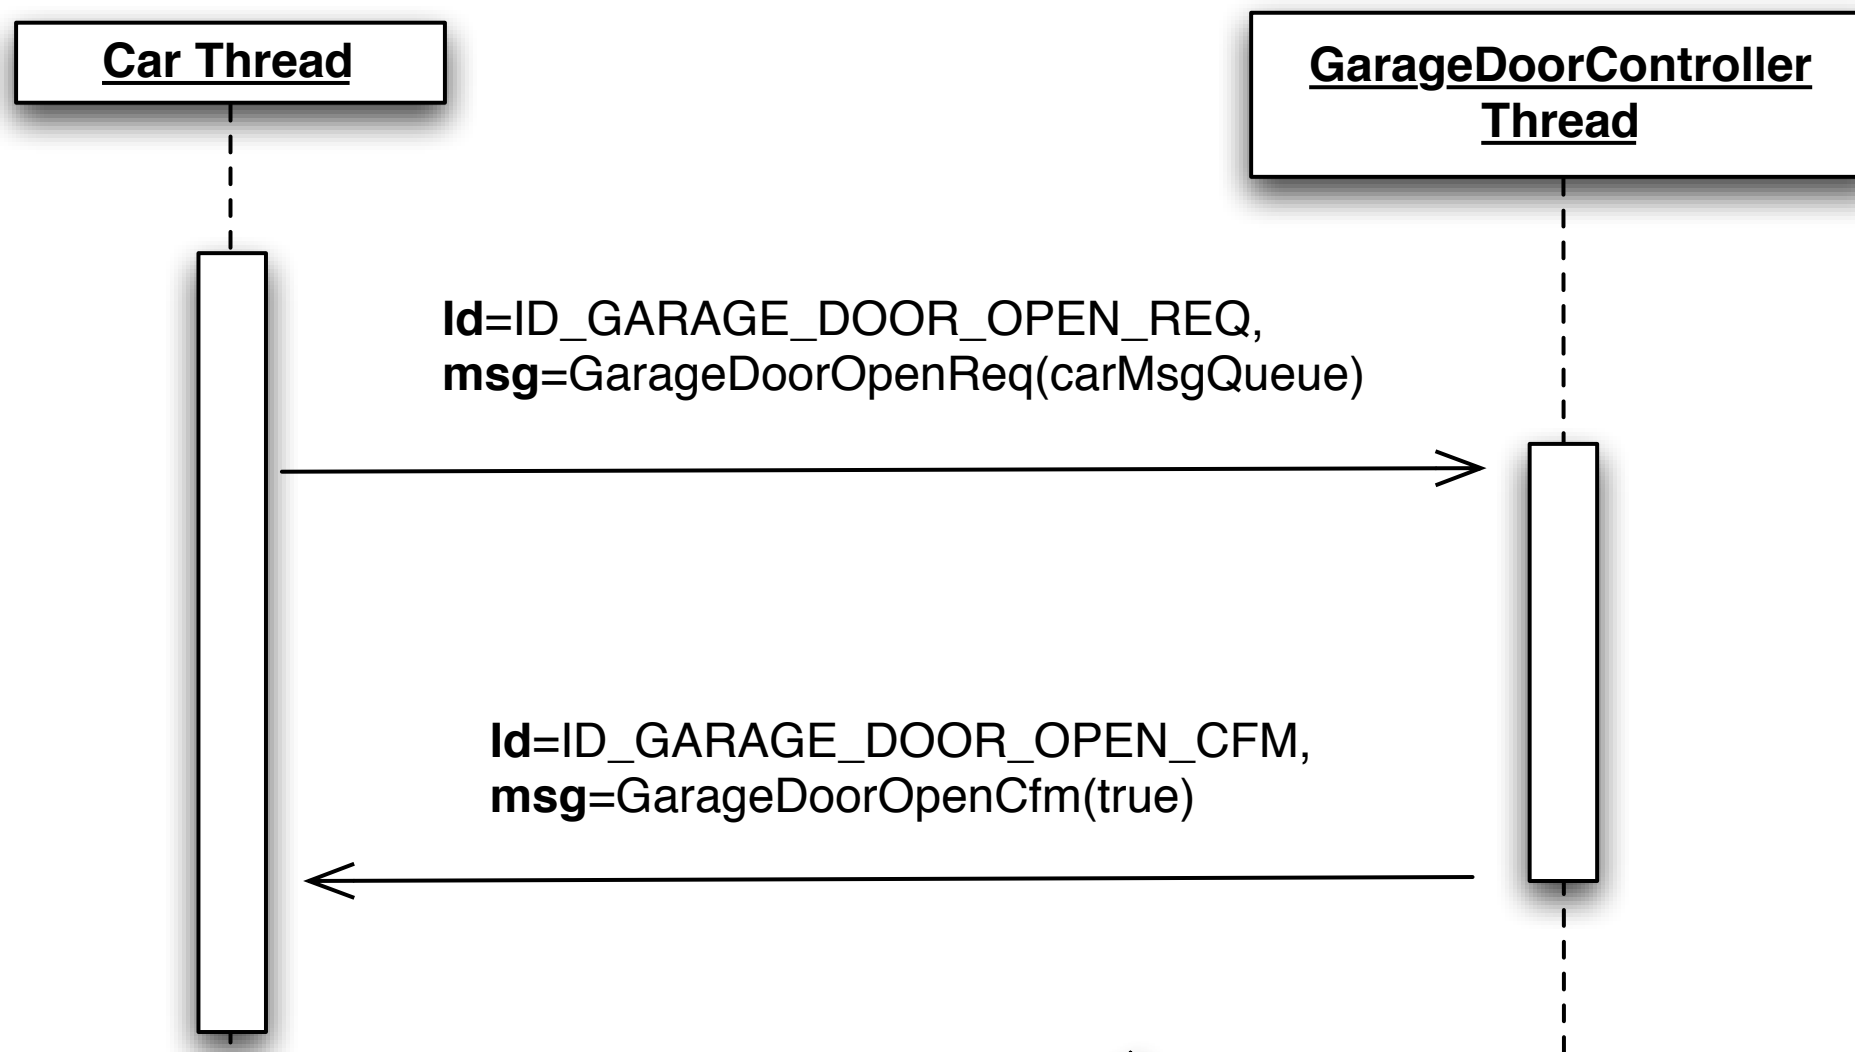 Car Thread
GarageDoorController
Thread
Id=ID_GARAGE_DOOR_OPEN_REQ,
msg=GarageDoorOpenReq(carMsgQueue)
Id=ID_GARAGE_DOOR_OPEN_CFM,
msg=GarageDoorOpenCfm(true)